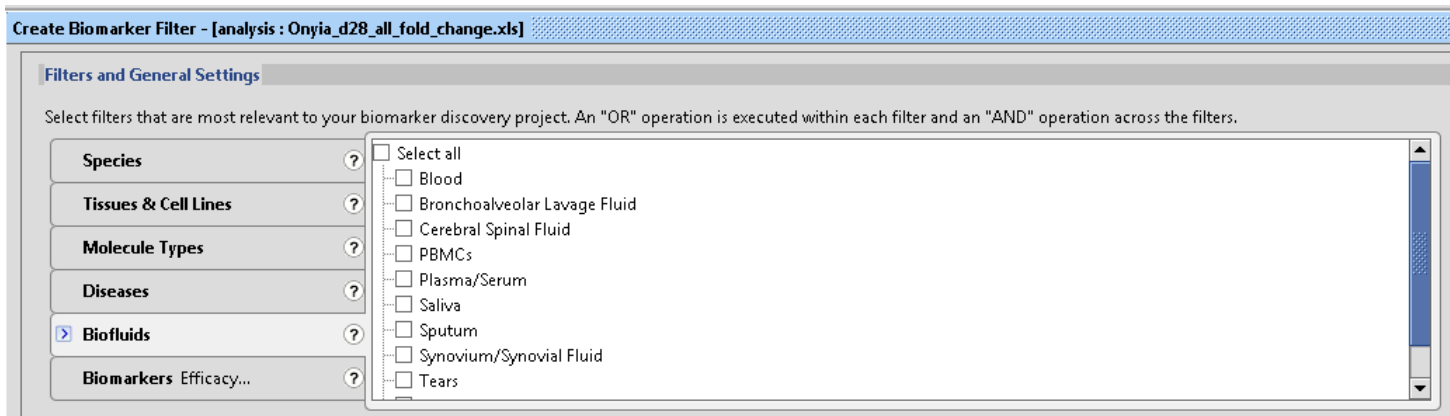 Create Biomarker Filter - [analysis : Onyia_d28_all_fold_change.xls]
Filters and General Settings
Select filters that are most relevant to your biomarker discovery project. An "OR" operation is executed within each filter and an "AND" operation across the filters.
Species ?
Tissues & Cell Lines ?
Molecule Types ?
Diseases ?
Biofluids ?
Biomarkers Efficacy... ?
Select all
Blood
Bronchoalveolar Lavage Fluid
Cerebral Spinal Fluid
PBMCs
Plasma/Serum
Saliva
Sputum
Synovium/Synovial Fluid
Tears